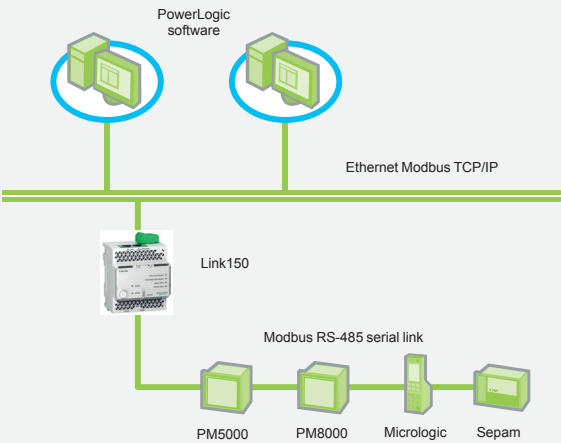 PowerLogic
software
Ethernet Modbus TCP/IP
Link150
Modbus RS-485 serial link
PM5000
PM8000
Micrologic
Sepam